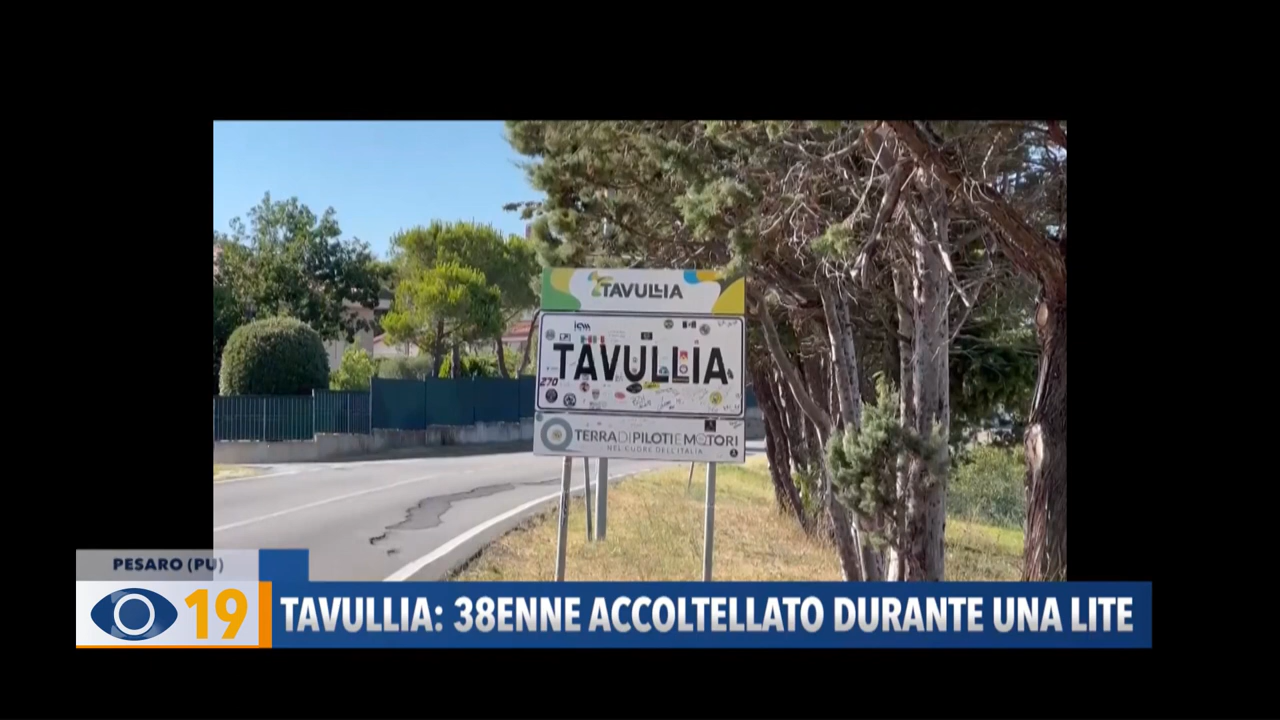 TAVULLIA
TAVULLIA
TERRA DI PILOTI E MOTORI
NEL CUORE DELL'ITALIA
PESARO (PU)
19
TAVULLIA: 38ENNE ACCOLTELLATO DURANTE UNA LITE